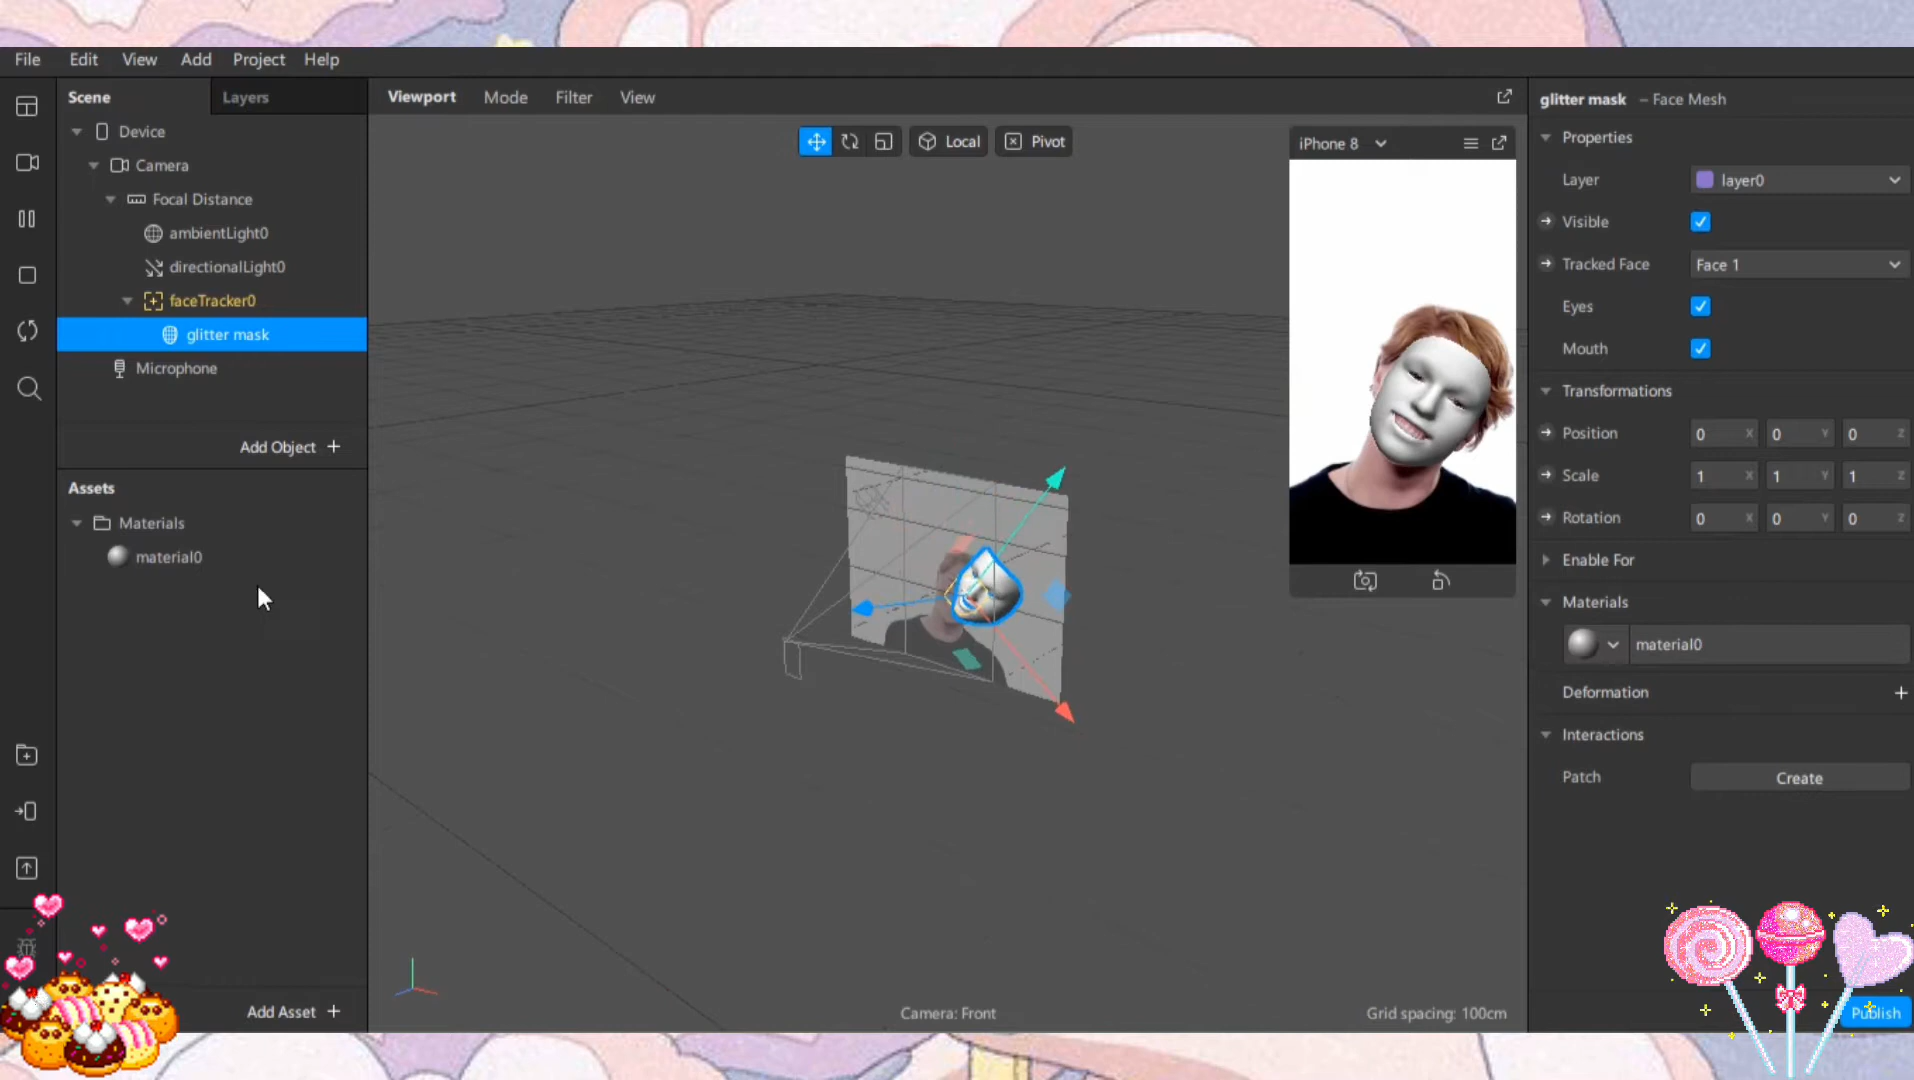 File Edit View Add Project Help
Scene Layers
Device
Camera
Focal Distance
ambientLight0
directionalLight0
faceTracker0
glitter mask
Microphone
Add Object +
Assets
Materials
material0
Add Asset +
Viewport Mode Filter View
Local Pivot
iPhone 8
Camera: Front
Grid spacing: 100cm
glitter mask – Face Mesh
Properties
Layer layer0
Visible
Tracked Face Face 1
Eyes
Mouth
Transformations
Position 0 X 0 Y 0 Z
Scale 1 X 1 Y 1 Z
Rotation 0 X 0 Y 0 Z
Enable For
Materials
material0
Deformation +
Interactions
Patch Create
Publish